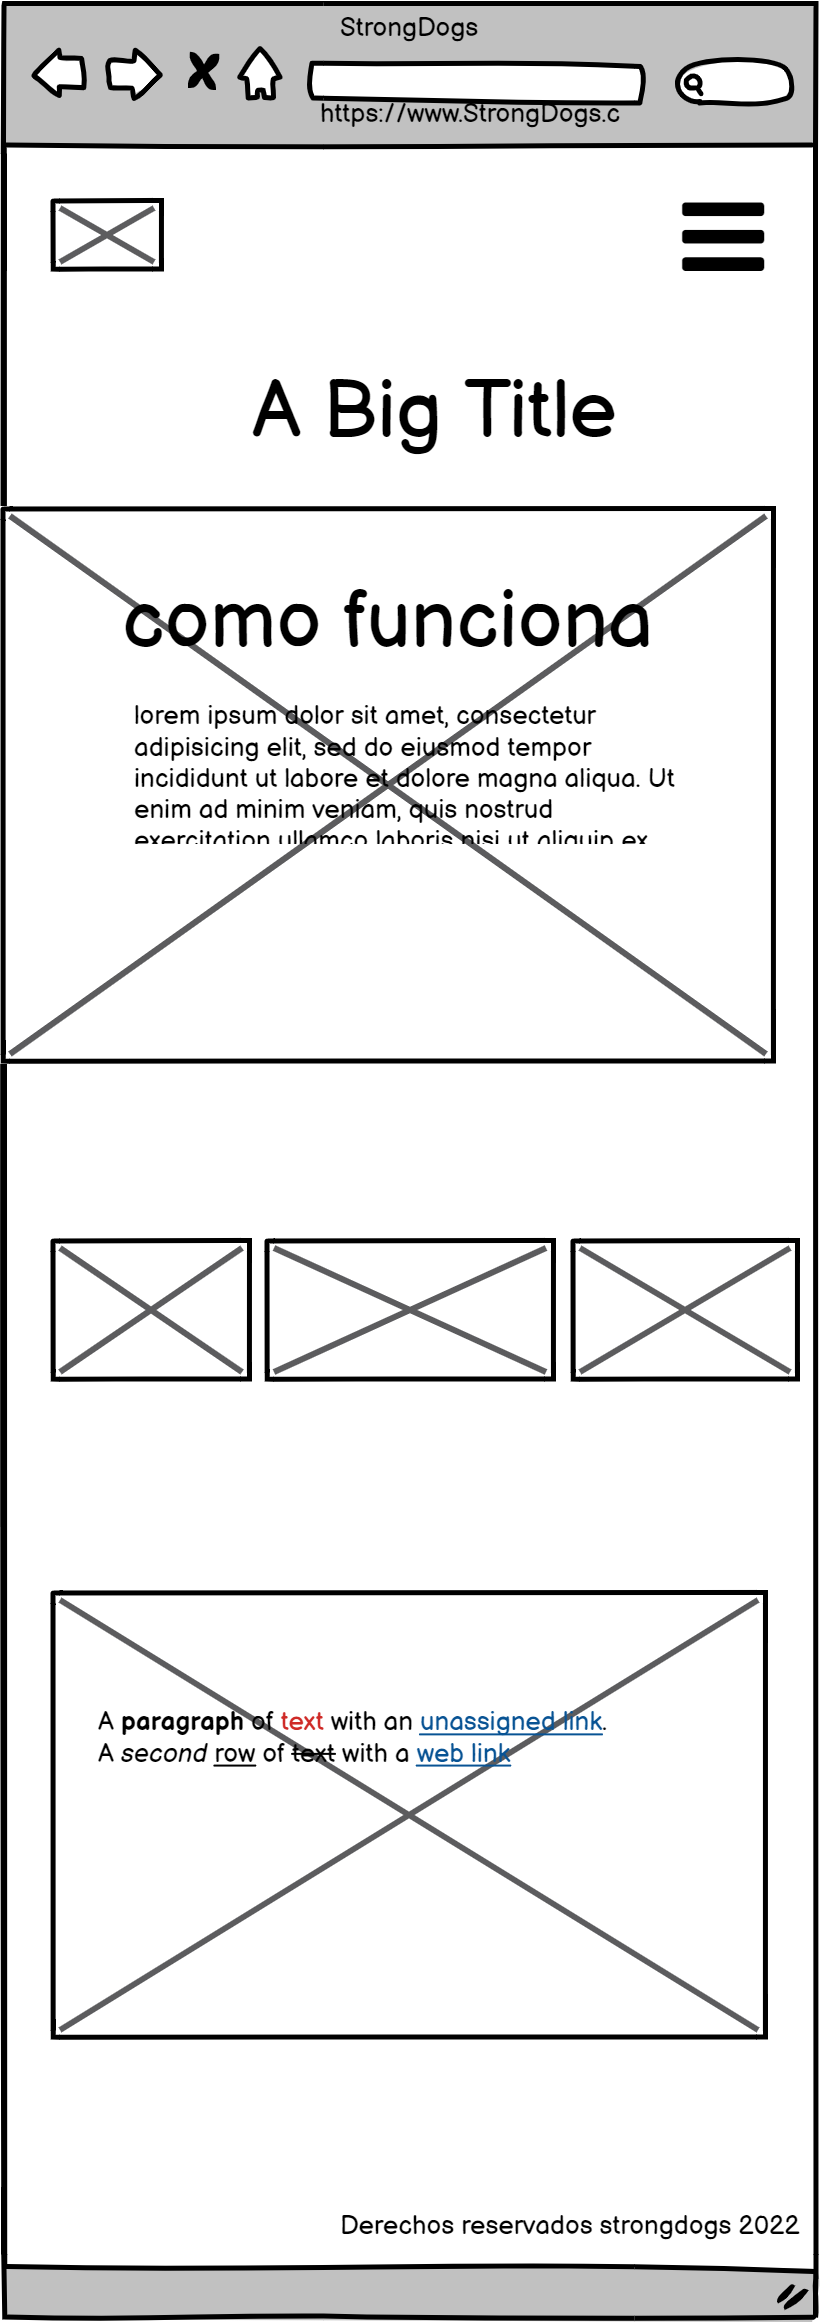 StrongDogs
https://www.StrongDogs.c
A Big Title
como funciona
lorem ipsum dolor sit amet, consectetur
adipisicing elit, sed do eiusmod tempor
incididunt ut labore et dolore magna aliqua. Ut
enim ad minim veniam, quis nostrud
exercitation ullamco laboris nisi ut aliquip ex
A paragraph of text with an unassigned link.
A second row of text with a web link
Derechos reservados strongdogs 2022